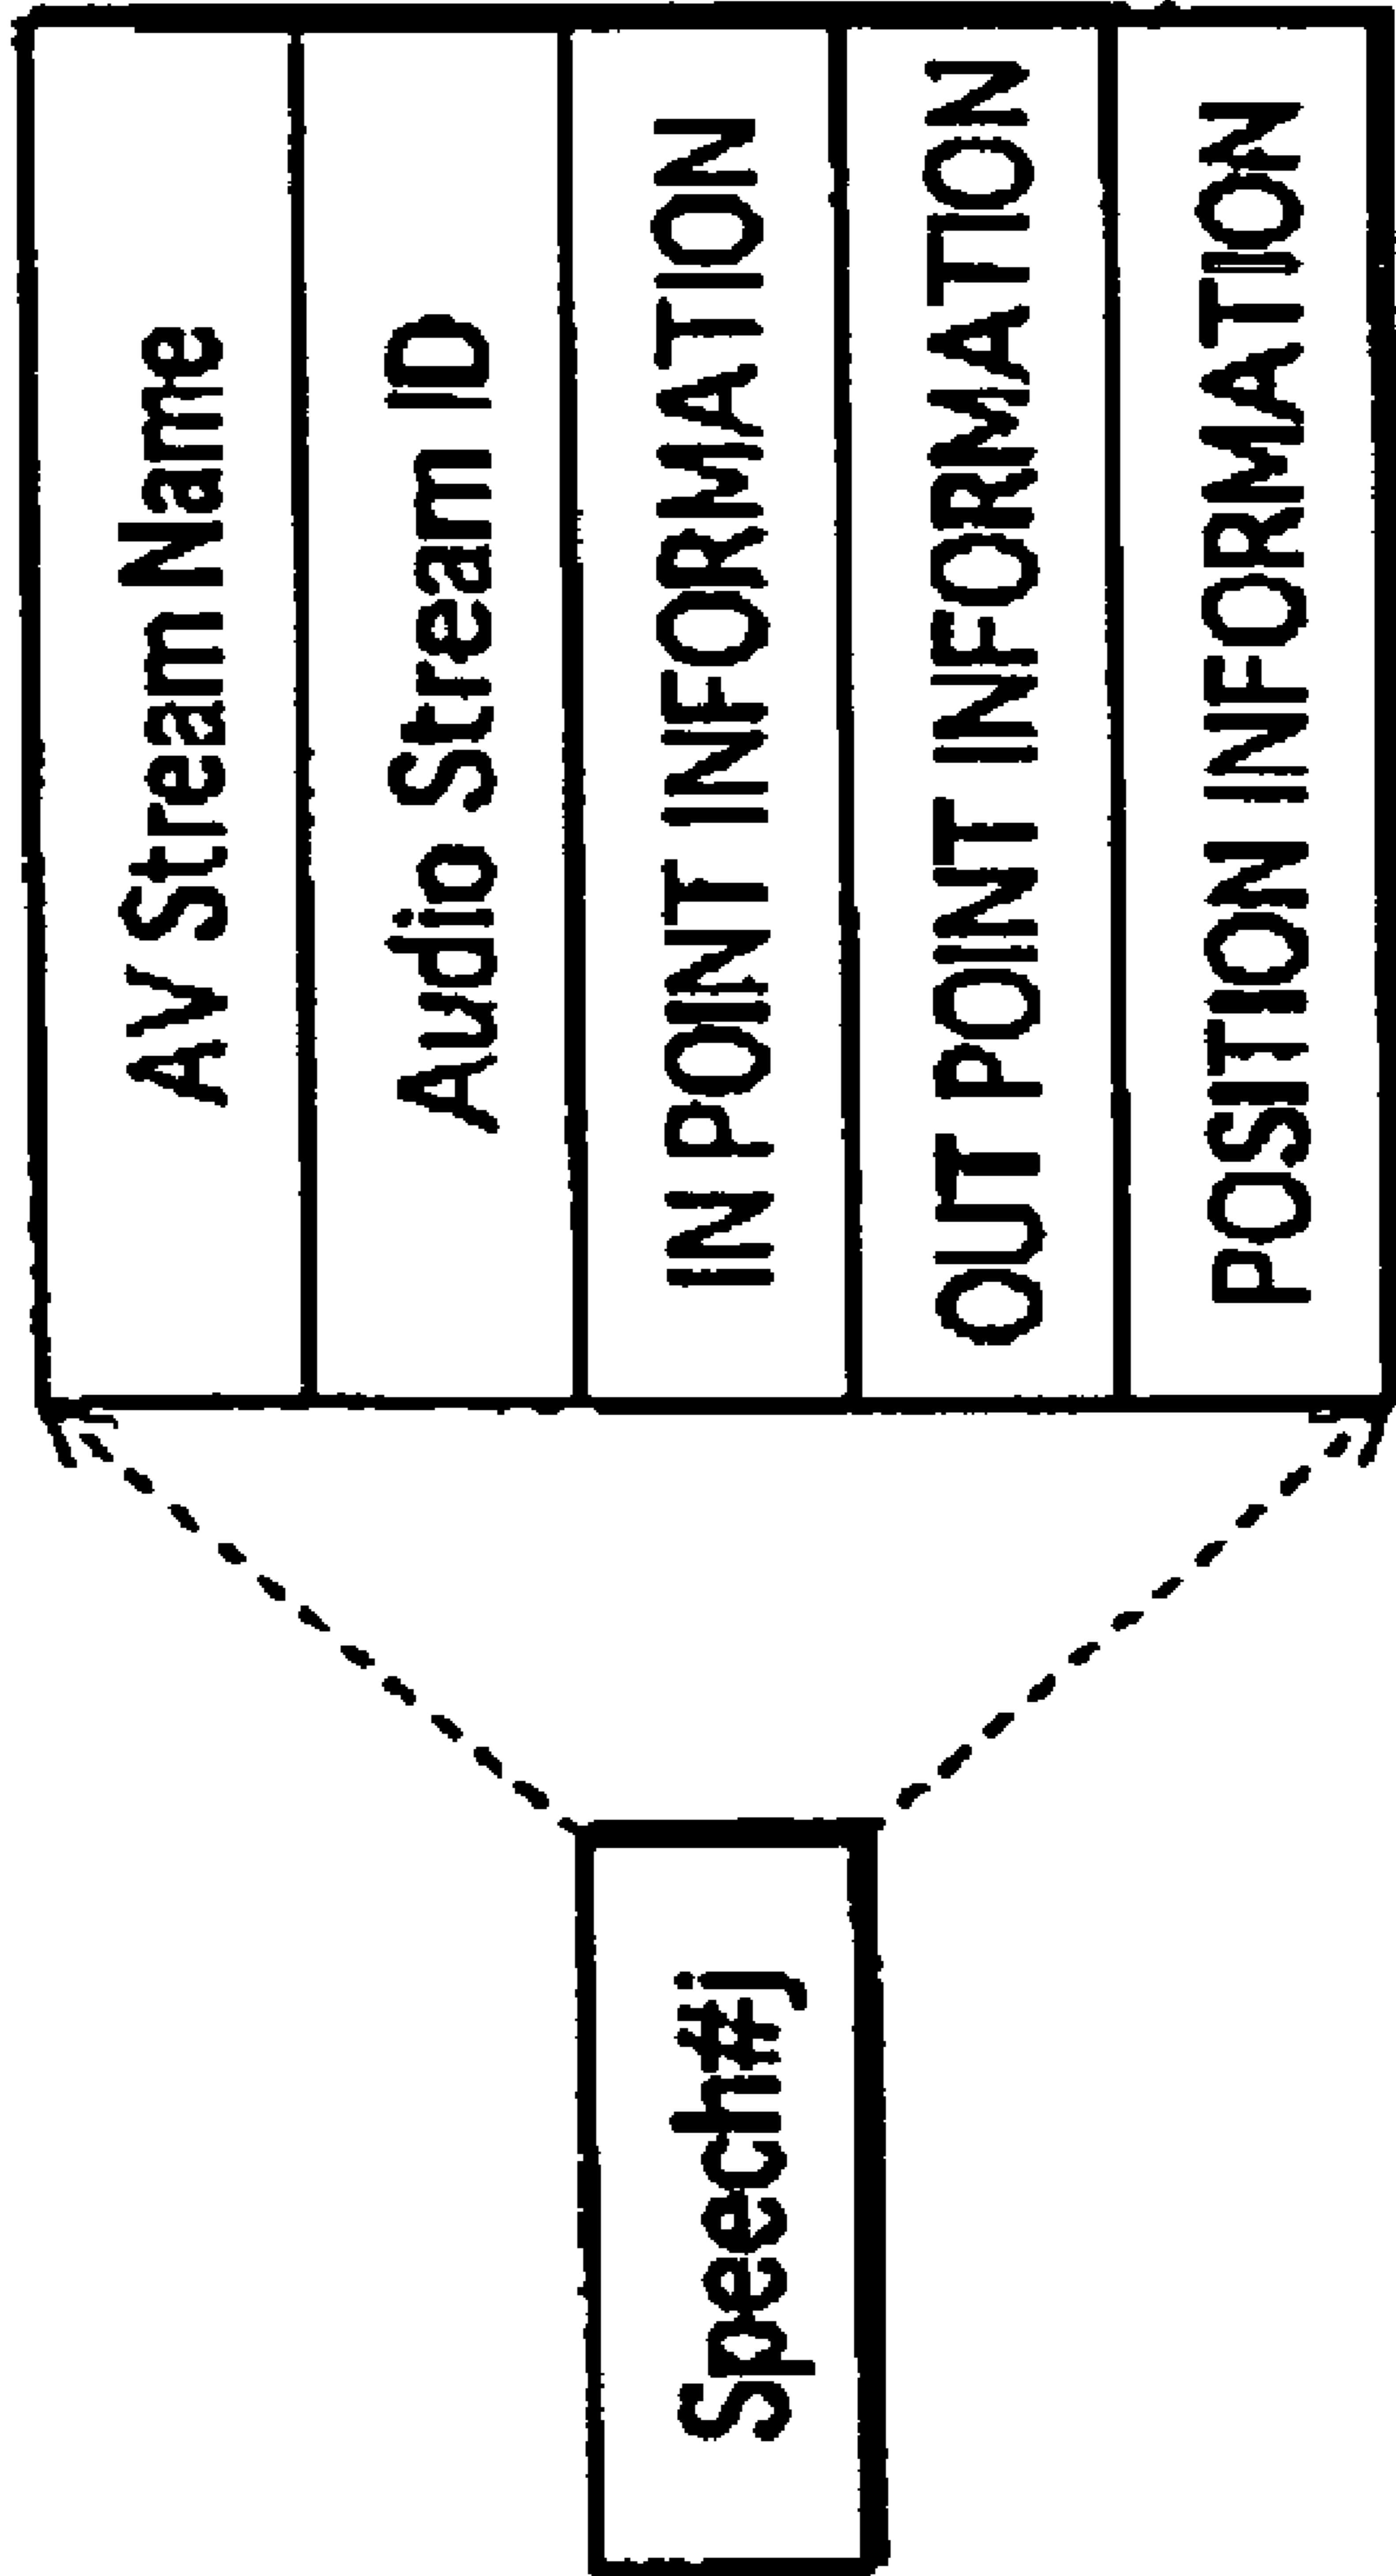 Speech#j
AV Stream Name
Audio Stream ID
IN POINT INFORMATION
OUT POINT INFORMATION
POSITION INFORMATION